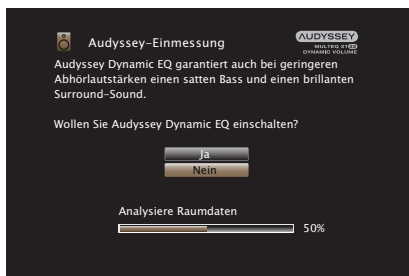 Audyssey-Einmessung
AUDYSSEY
MULTEQ XT32
DYNAMIC VOLUME
Audyssey Dynamic EQ garantiert auch bei geringeren
Abhörlautstärken einen satten Bass und einen brillanten
Surround-Sound.
Wollen Sie Audyssey Dynamic EQ einschalten?
Ja
Nein
Analysiere Raumdaten
50%